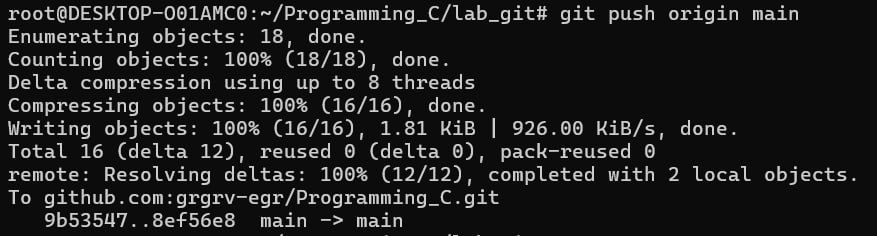 root@DESKTOP-O01AMC0:~/Programming_C/lab_git# git push origin main
Enumerating objects: 18, done.
Counting objects: 100% (18/18), done.
Delta compression using up to 8 threads
Compressing objects: 100% (16/16), done.
Writing objects: 100% (16/16), 1.81 KiB | 926.00 KiB/s, done.
Total 16 (delta 12), reused 0 (delta 0), pack-reused 0
remote: Resolving deltas: 100% (12/12), completed with 2 local objects.
To github.com:grgrv-egr/Programming_C.git
   9b53547..8ef56e8  main -> main